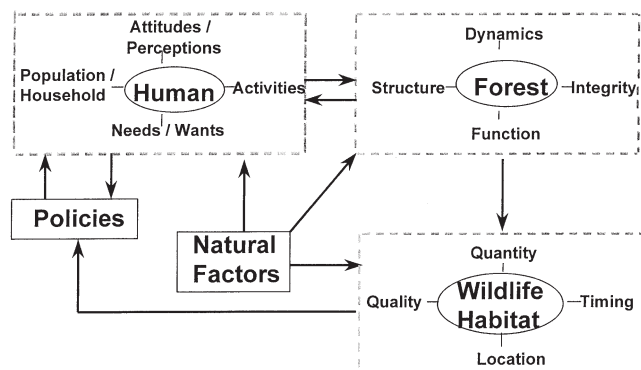 Attitudes /
Perceptions
Population /
Household
Human
Activities
Needs / Wants
Dynamics
Structure
Forest
Integrity
Function
Policies
Natural
Factors
Quantity
Quality
Wildlife
Habitat
Timing
Location